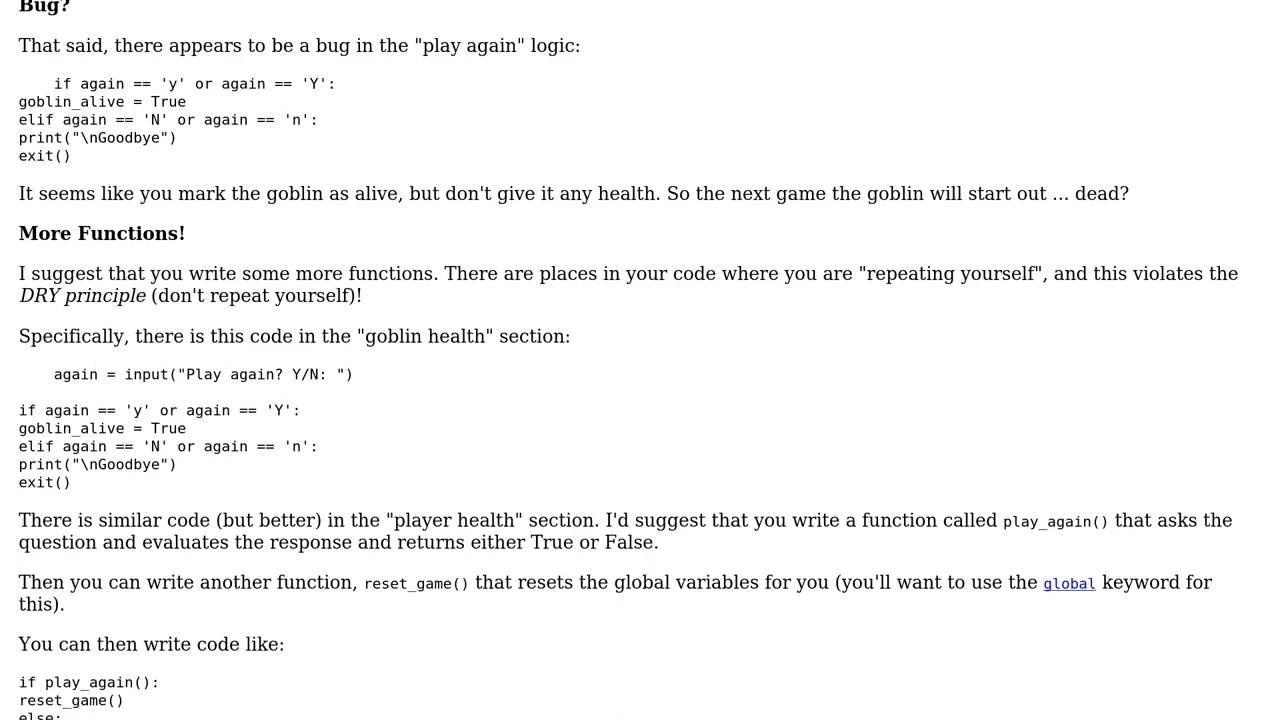 Bug?
That said, there appears to be a bug in the "play again" logic:
if again == 'y' or again == 'Y':
goblin_alive = True
elif again == 'N' or again == 'n':
print("\nGoodbye")
exit()
It seems like you mark the goblin as alive, but don't give it any health. So the next game the goblin will start out ... dead?
More Functions!
I suggest that you write some more functions. There are places in your code where you are "repeating yourself", and this violates the
DRY principle (don't repeat yourself)!
Specifically, there is this code in the "goblin health" section:
again = input("Play again? Y/N: ")
if again == 'y' or again == 'Y':
goblin_alive = True
elif again == 'N' or again == 'n':
print("\nGoodbye")
exit()
There is similar code (but better) in the "player health" section. I'd suggest that you write a function called play_again() that asks the
question and evaluates the response and returns either True or False.
Then you can write another function, reset_game() that resets the global variables for you (you'll want to use the global keyword for
this).
You can then write code like:
if play_again():
reset_game()
else: